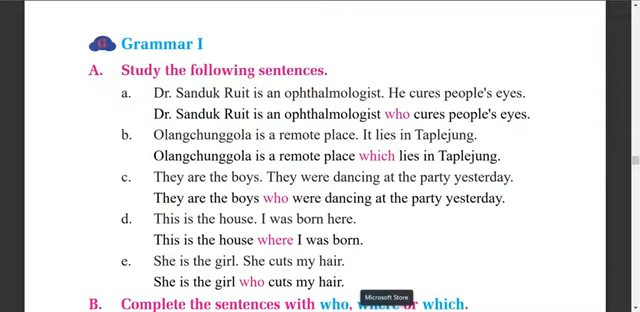 G Grammar I
A. Study the following sentences.
a. Dr. Sanduk Ruit is an ophthalmologist. He cures people's eyes.
Dr. Sanduk Ruit is an ophthalmologist who cures people's eyes.
b. Olangchunggola is a remote place. It lies in Taplejung.
Olangchunggola is a remote place which lies in Taplejung.
c. They are the boys. They were dancing at the party yesterday.
They are the boys who were dancing at the party yesterday.
d. This is the house. I was born here.
This is the house where I was born.
e. She is the girl. She cuts my hair.
She is the girl who cuts my hair.
Microsoft Store
B. Complete the sentences with who, where or which.